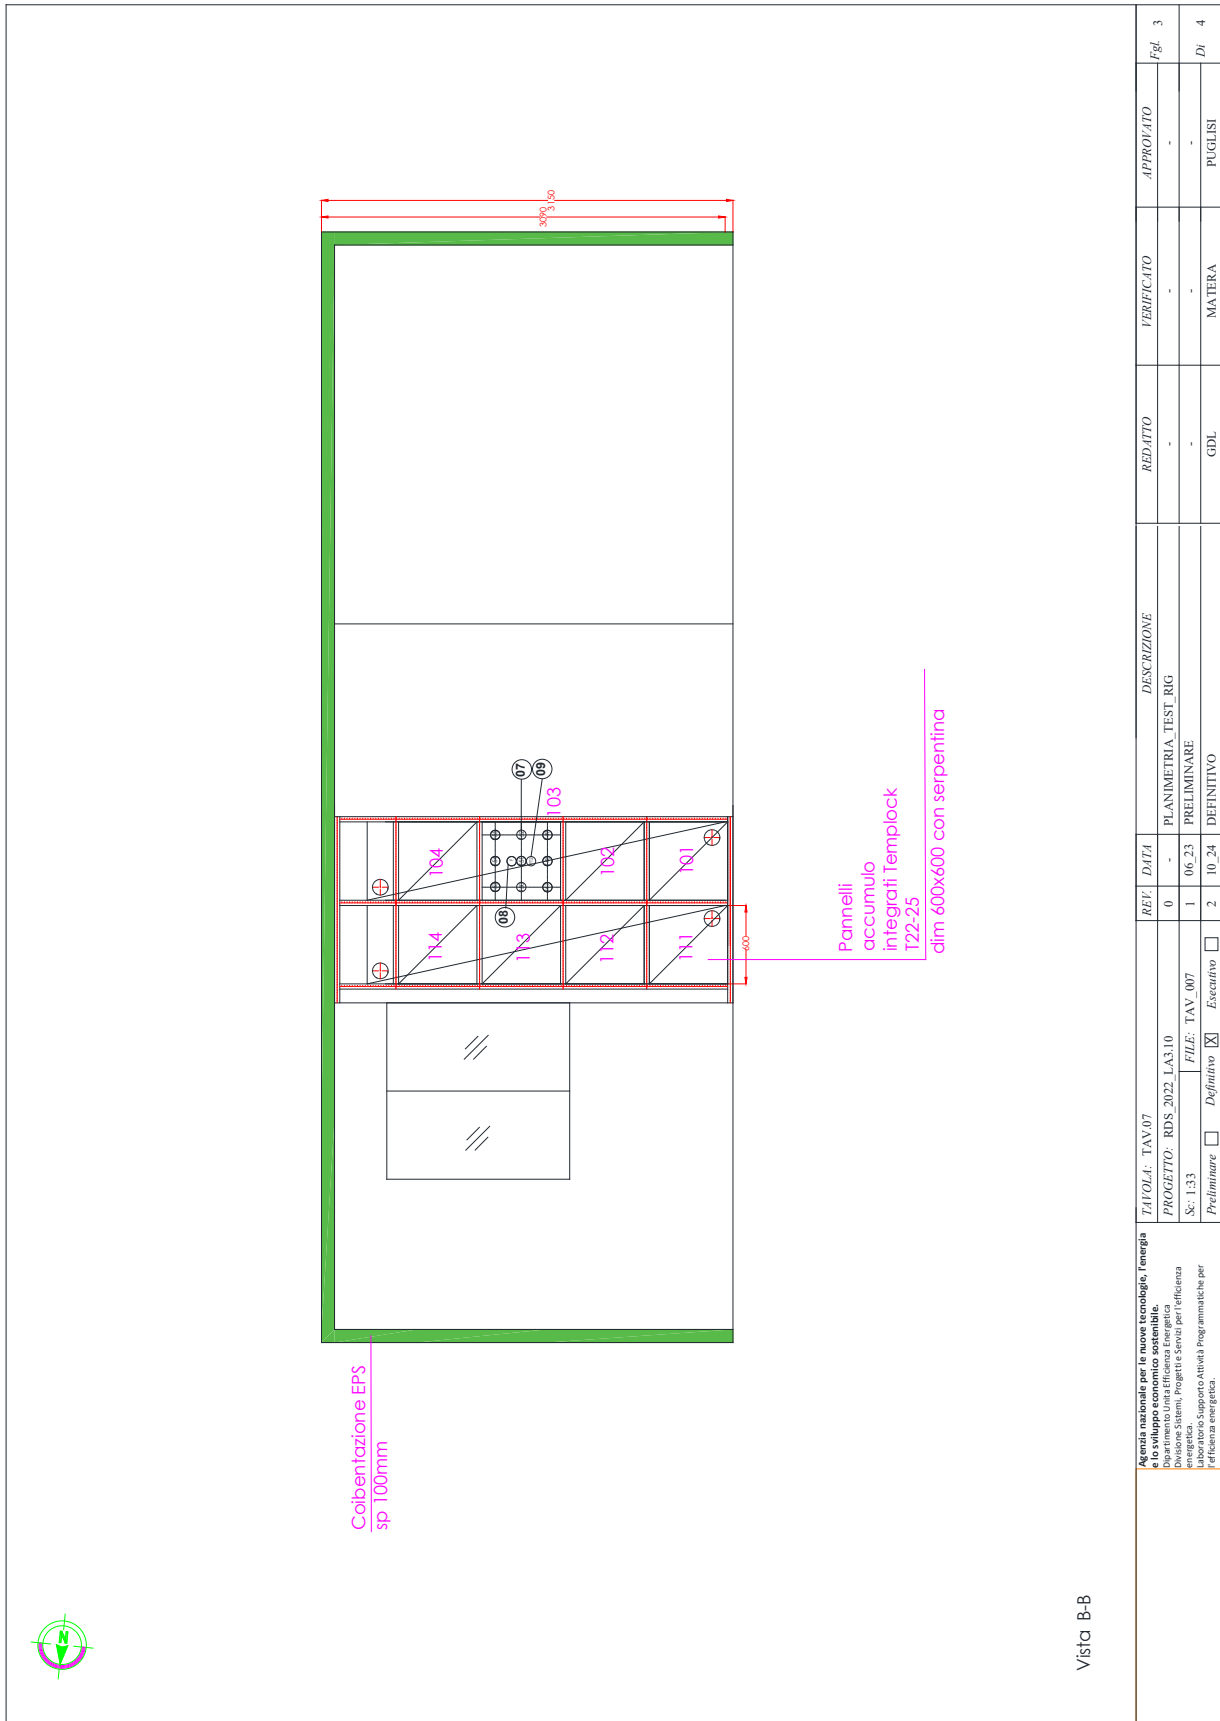 N
Coibentazione EPS
sp 100mm
3090
3150
104
103
102
101
114
113
112
111
07
09
08
600
Pannelli
accumulo
integrati Templock
T22-25
dim 600x600 con serpentina
Vista B-B
Agenzia nazionale per le nuove tecnologie, l'energia
e lo sviluppo economico sostenibile.
Dipartimento Unità Efficienza Energetica
Divisione Sistemi, Progetti e Servizi per l'efficienza
energetica.
Laboratorio Supporto Attività Programmatiche per
l'efficienza energetica.
TAVOLA: TAV.07
PROGETTO: RDS_2022_LA3.10
Sc: 1:33 FILE: TAV_007
Preliminare Definitivo X Esecutivo
REV. DATA DESCRIZIONE REDATTO VERIFICATO APPROVATO Fgl. 3
0 - PLANIMETRIA_TEST_RIG - - -
1 06_23 PRELIMINARE - - - Di 4
2 10_24 DEFINITIVO GDL MATERA PUGLISI